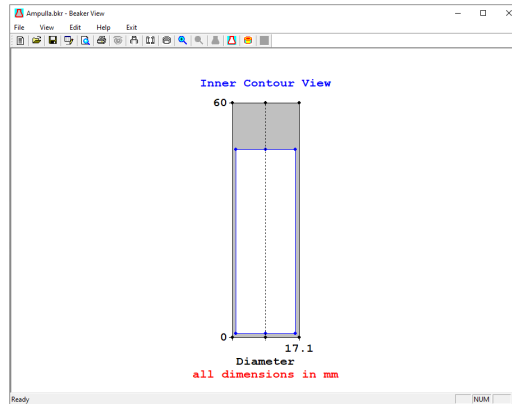 Ampulla.bkr - Beaker View
File View Edit Help Exit
Inner Contour View
60
0
17.1
Diameter
all dimensions in mm
Ready
NUM